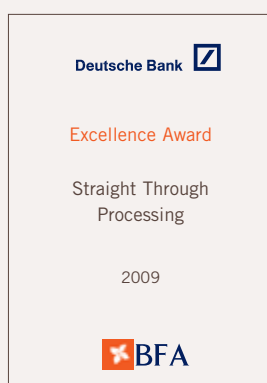 Deutsche Bank
Excellence Award
Straight Through
Processing
2009
BFA